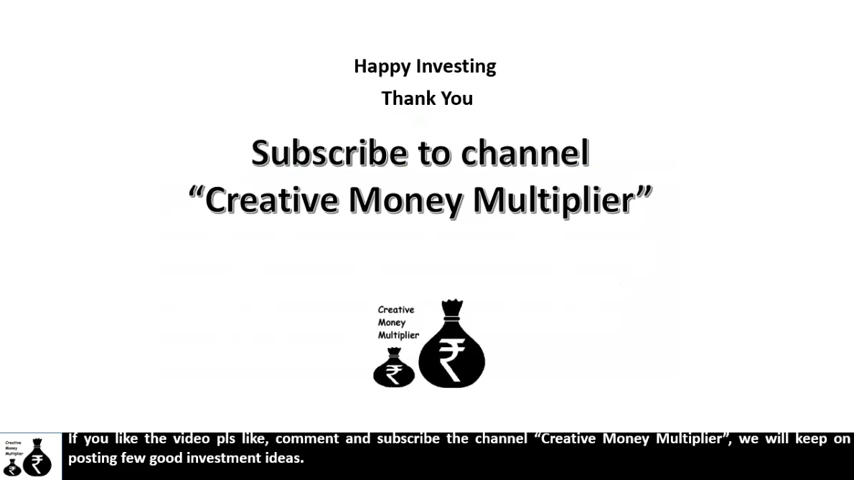 Happy Investing
Thank You
Subscribe to channel
“Creative Money Multiplier”
Creative
Money
Multiplier
₹
₹
Creative
Money
Multiplier
₹
₹
If you like the video pls like, comment and subscribe the channel “Creative Money Multiplier”, we will keep on
posting few good investment ideas.